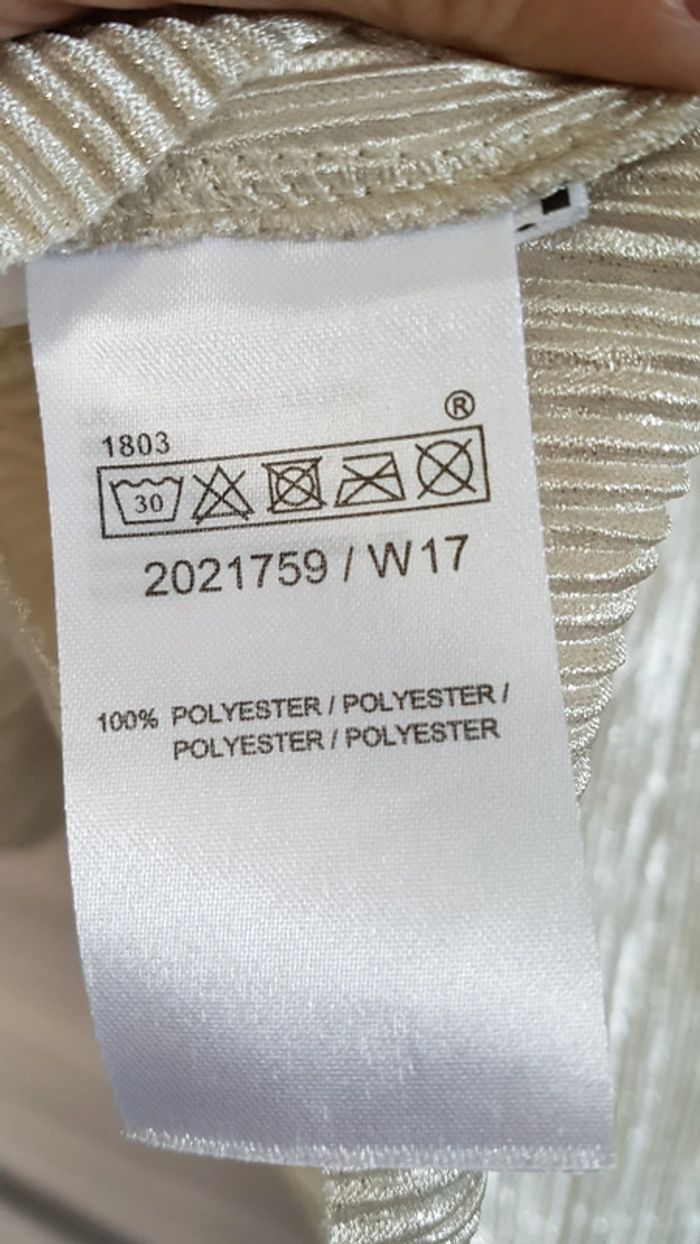 1803
®
30
2021759 / W17
100% POLYESTER / POLYESTER /
POLYESTER / POLYESTER